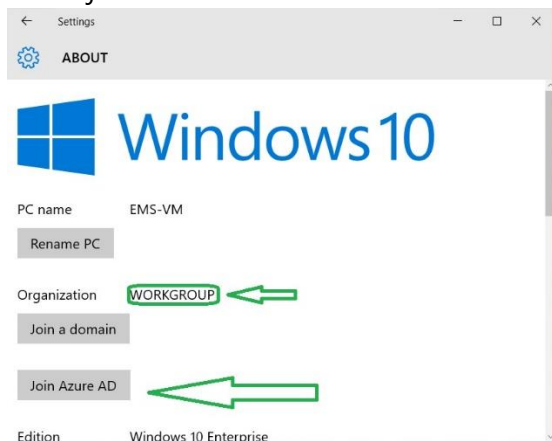 Settings
ABOUT
Windows 10
PC name EMS-VM
Rename PC
Organization WORKGROUP
Join a domain
Join Azure AD
Edition Windows 10 Enterprise